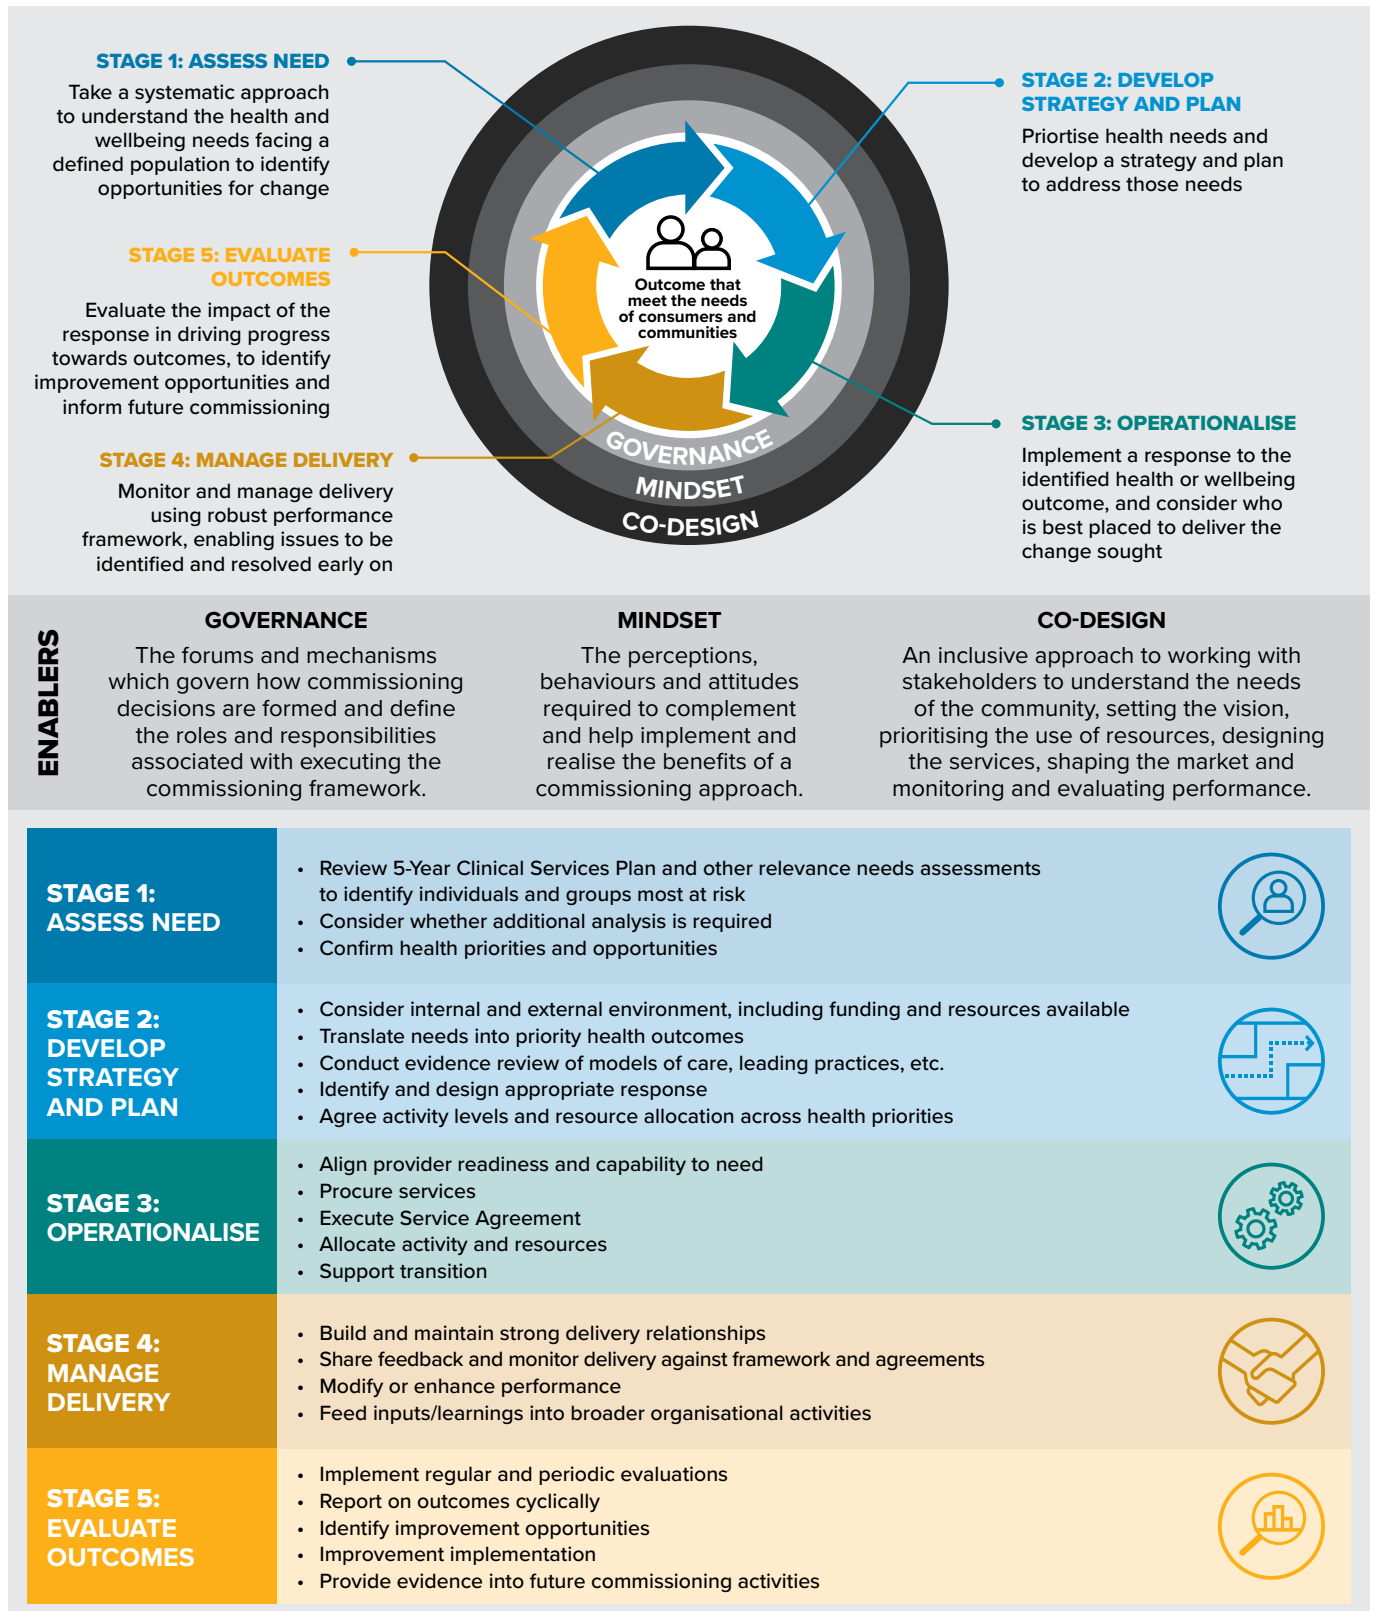 STAGE 1: ASSESS NEED
Take a systematic approach
to understand the health and
wellbeing needs facing a
defined population to identify
opportunities for change
STAGE 2: DEVELOP
STRATEGY AND PLAN
Prioritise health needs and
develop a strategy and plan
to address those needs
STAGE 5: EVALUATE
OUTCOMES
Evaluate the impact of the
response in driving progress
towards outcomes, to identify
improvement opportunities and
inform future commissioning
Outcome that
meet the needs
of consumers and
communities
STAGE 3: OPERATIONALISE
Implement a response to the
identified health or wellbeing
outcome, and consider who
is best placed to deliver the
change sought
STAGE 4: MANAGE DELIVERY
Monitor and manage delivery
using robust performance
framework, enabling issues to be
identified and resolved early on
GOVERNANCE
MINDSET
CO-DESIGN
ENABLERS
GOVERNANCE
The forums and mechanisms
which govern how commissioning
decisions are formed and define
the roles and responsibilities
associated with executing the
commissioning framework.
MINDSET
The perceptions,
behaviours and attitudes
required to complement
and help implement and
realise the benefits of a
commissioning approach.
CO-DESIGN
An inclusive approach to working with
stakeholders to understand the needs
of the community, setting the vision,
prioritising the use of resources, designing
the services, shaping the market and
monitoring and evaluating performance.
STAGE 1:
ASSESS NEED
• Review 5-Year Clinical Services Plan and other relevance needs assessments
to identify individuals and groups most at risk
• Consider whether additional analysis is required
• Confirm health priorities and opportunities
STAGE 2:
DEVELOP
STRATEGY
AND PLAN
• Consider internal and external environment, including funding and resources available
• Translate needs into priority health outcomes
• Conduct evidence review of models of care, leading practices, etc.
• Identify and design appropriate response
• Agree activity levels and resource allocation across health priorities
STAGE 3:
OPERATIONALISE
• Align provider readiness and capability to need
• Procure services
• Execute Service Agreement
• Allocate activity and resources
• Support transition
STAGE 4:
MANAGE
DELIVERY
• Build and maintain strong delivery relationships
• Share feedback and monitor delivery against framework and agreements
• Modify or enhance performance
• Feed inputs/learnings into broader organisational activities
STAGE 5:
EVALUATE
OUTCOMES
• Implement regular and periodic evaluations
• Report on outcomes cyclically
• Identify improvement opportunities
• Improvement implementation
• Provide evidence into future commissioning activities